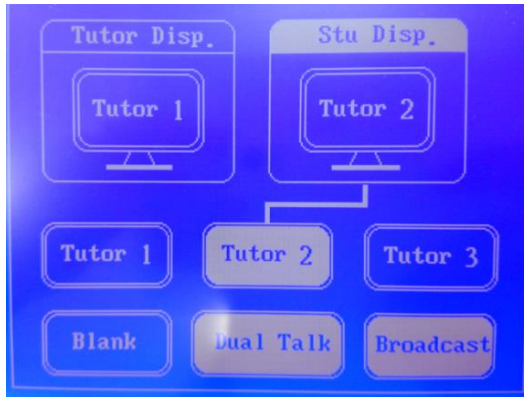 Tutor Disp.
Stu Disp.
Tutor 1
Tutor 2
Tutor 1
Tutor 2
Tutor 3
Blank
Dual Talk
Broadcast